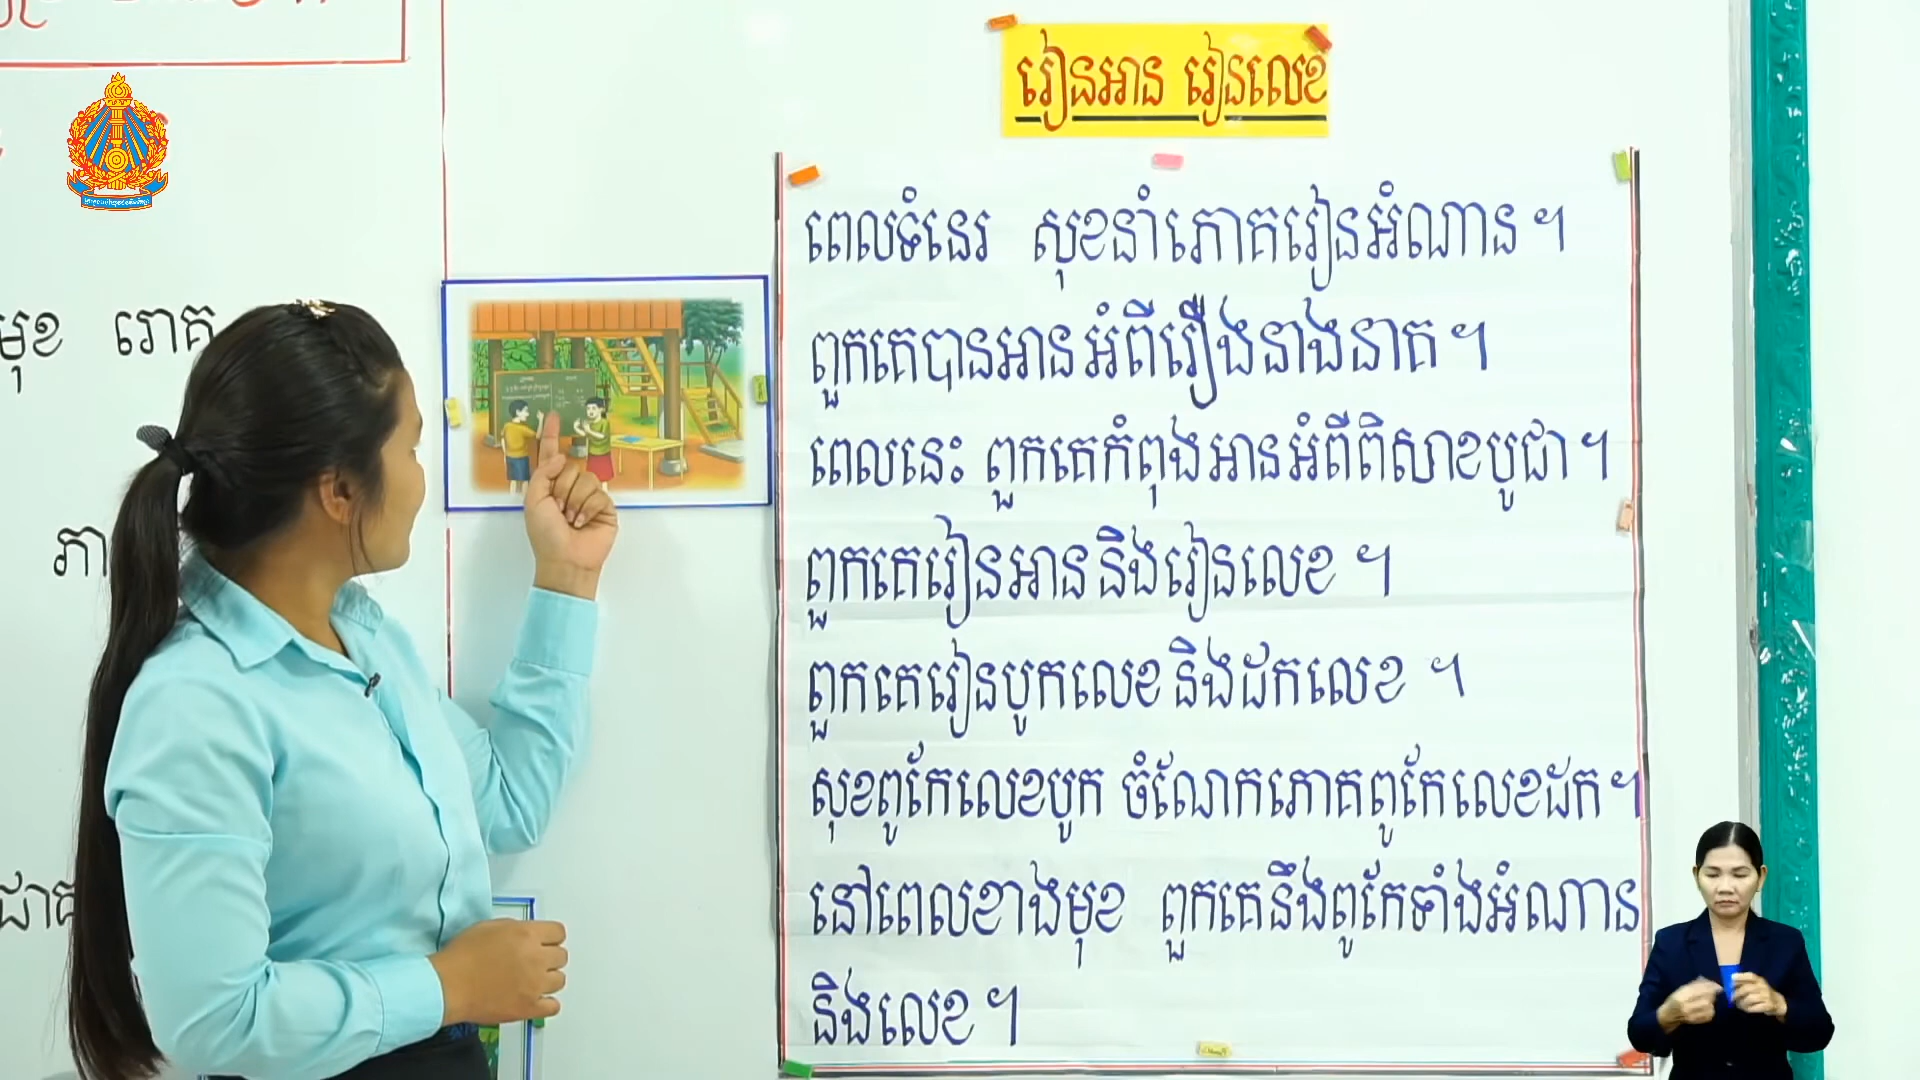 រៀនអាន រៀនលេខ
ពេលទំនេរ សុខនាំភោគរៀនអំណាន។
ពួកគេបានអានអំពីរឿងនាងនាគ។
ពេលនេះ ពួកគេកំពុងអានអំពីពិសាខបូជា។
ពួកគេរៀនអាននិងរៀនលេខ ។
ពួកគេរៀនបូកលេខនិងដកលេខ ។
សុខពូកែលេខបូក ចំណែកភោគពូកែលេខដក។
នៅពេលខាងមុខ ពួកគេនឹងពូកែទាំងអំណាន
និងលេខ។
មុខ រោគ